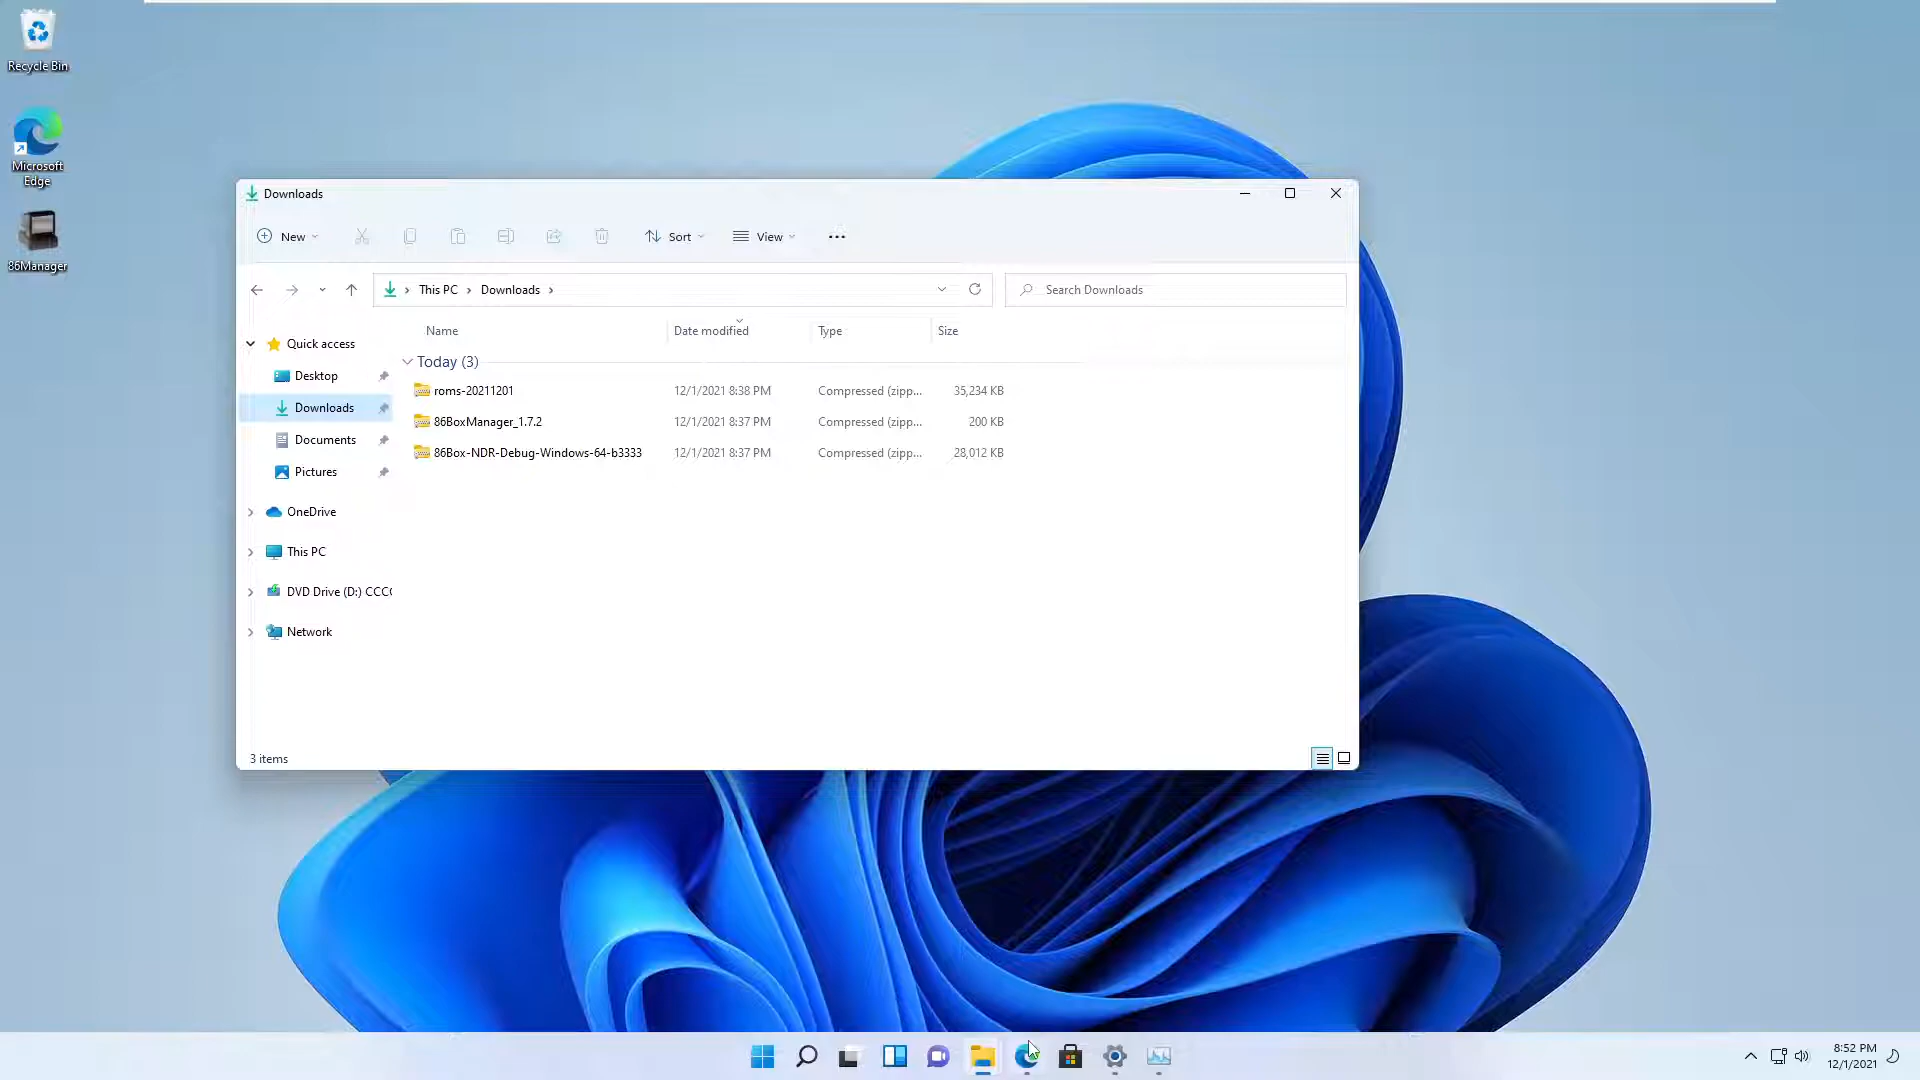 Recycle Bin
Microsoft
Edge
86Manager
Downloads
New
Sort
View
This PC
Downloads
Search Downloads
Name
Date modified
Type
Size
Quick access
Desktop
Downloads
Documents
Pictures
OneDrive
This PC
DVD Drive (D:) CCC
Network
Today (3)
roms-20211201 12/1/2021 8:38 PM Compressed (zipp... 35,234 KB
86BoxManager_1.7.2 12/1/2021 8:37 PM Compressed (zipp... 200 KB
86Box-NDR-Debug-Windows-64-b3333 12/1/2021 8:37 PM Compressed (zipp... 28,012 KB
3 items
8:52 PM
12/1/2021